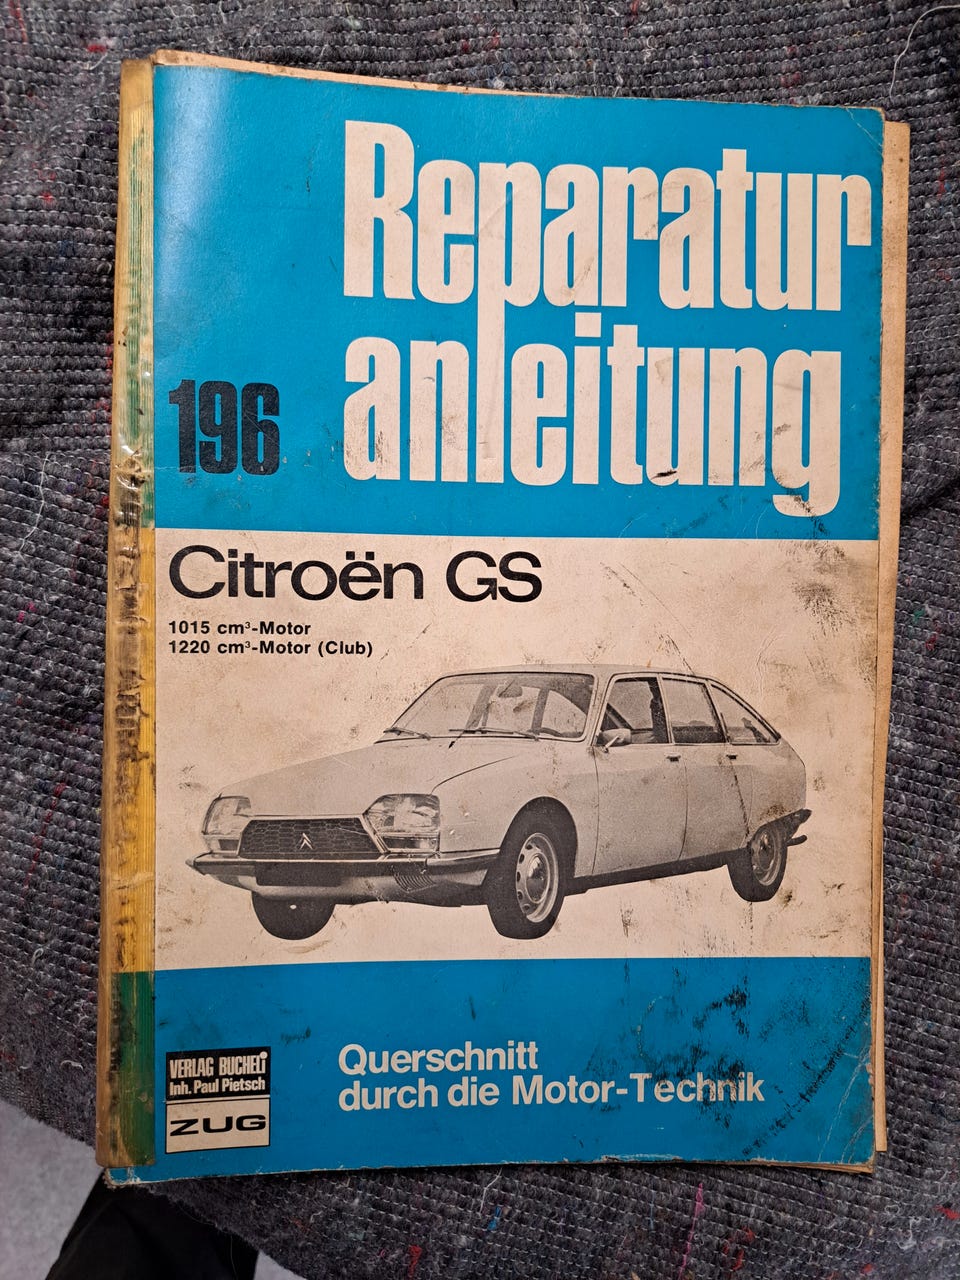 Reparatur
anleitung
196
Citroën GS
1015 cm³-Motor
1220 cm³-Motor (Club)
Querschnitt
durch die Motor-Technik
VERLAG BUCHELI
Inh. Paul Pietsch
ZUG